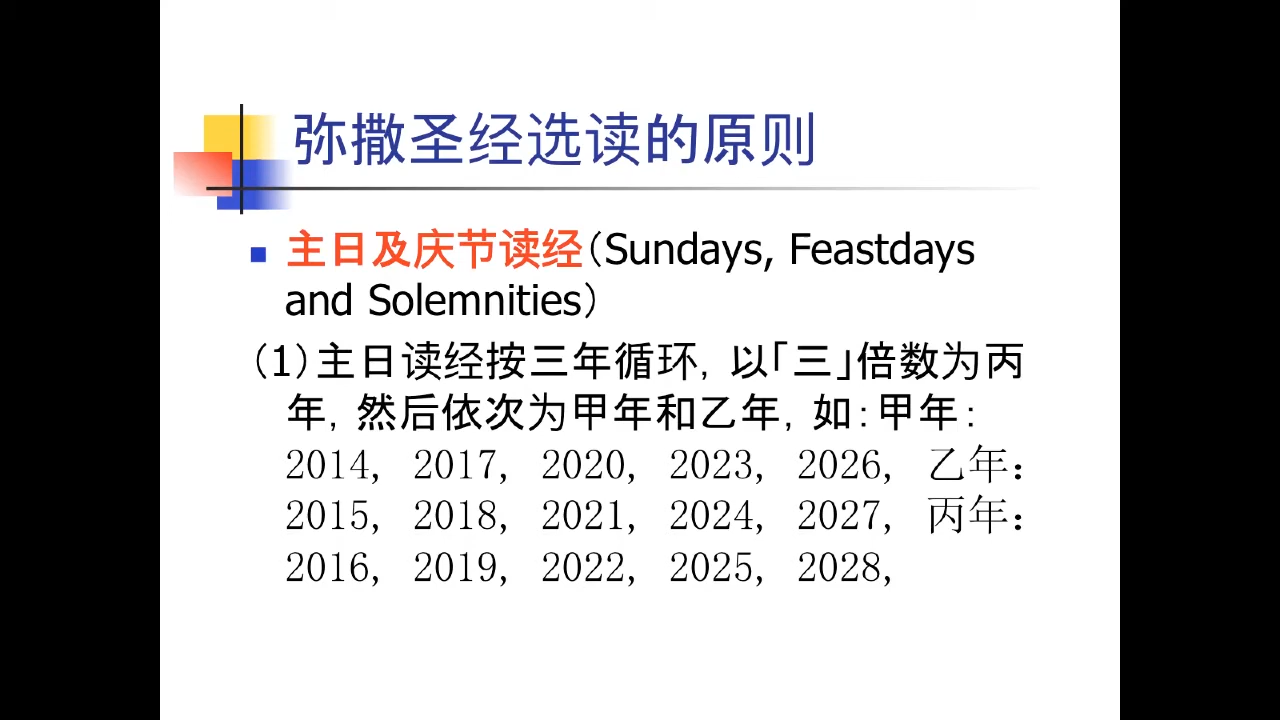 弥撒圣经选读的原则
主日及庆节读经(Sundays, Feastdays
and Solemnities)
(1)主日读经按三年循环, 以「三」倍数为丙
年, 然后依次为甲年和乙年, 如:甲年:
2014, 2017, 2020, 2023, 2026, 乙年:
2015, 2018, 2021, 2024, 2027, 丙年:
2016, 2019, 2022, 2025, 2028,